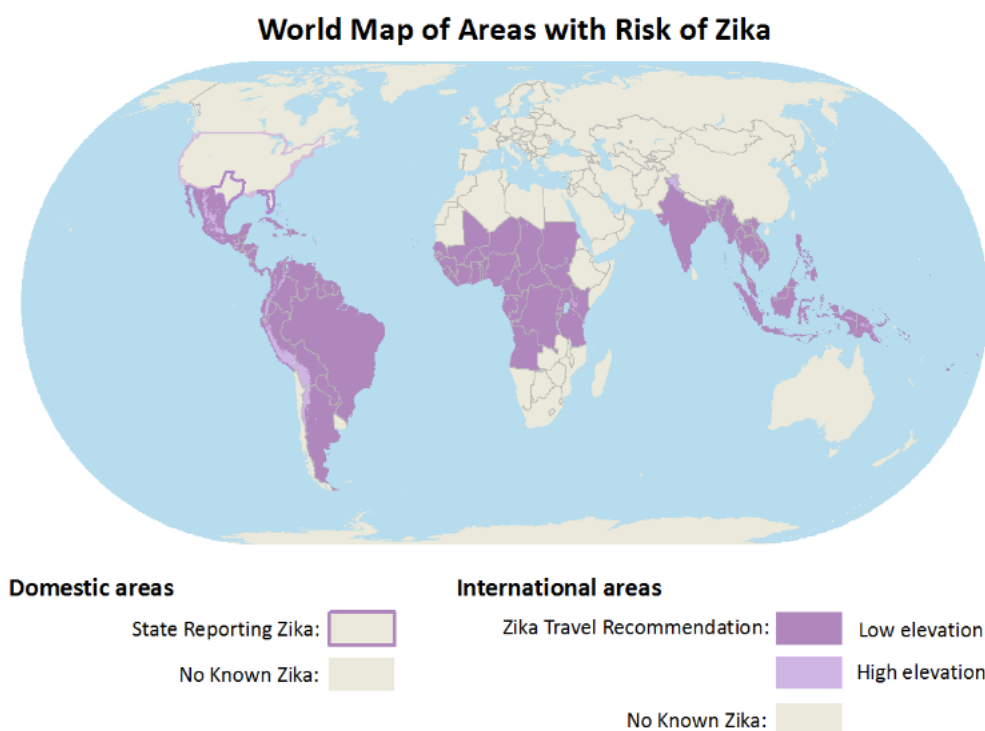 World Map of Areas with Risk of Zika
Domestic areas
State Reporting Zika:
No Known Zika:
International areas
Zika Travel Recommendation:
Low elevation
High elevation
No Known Zika: